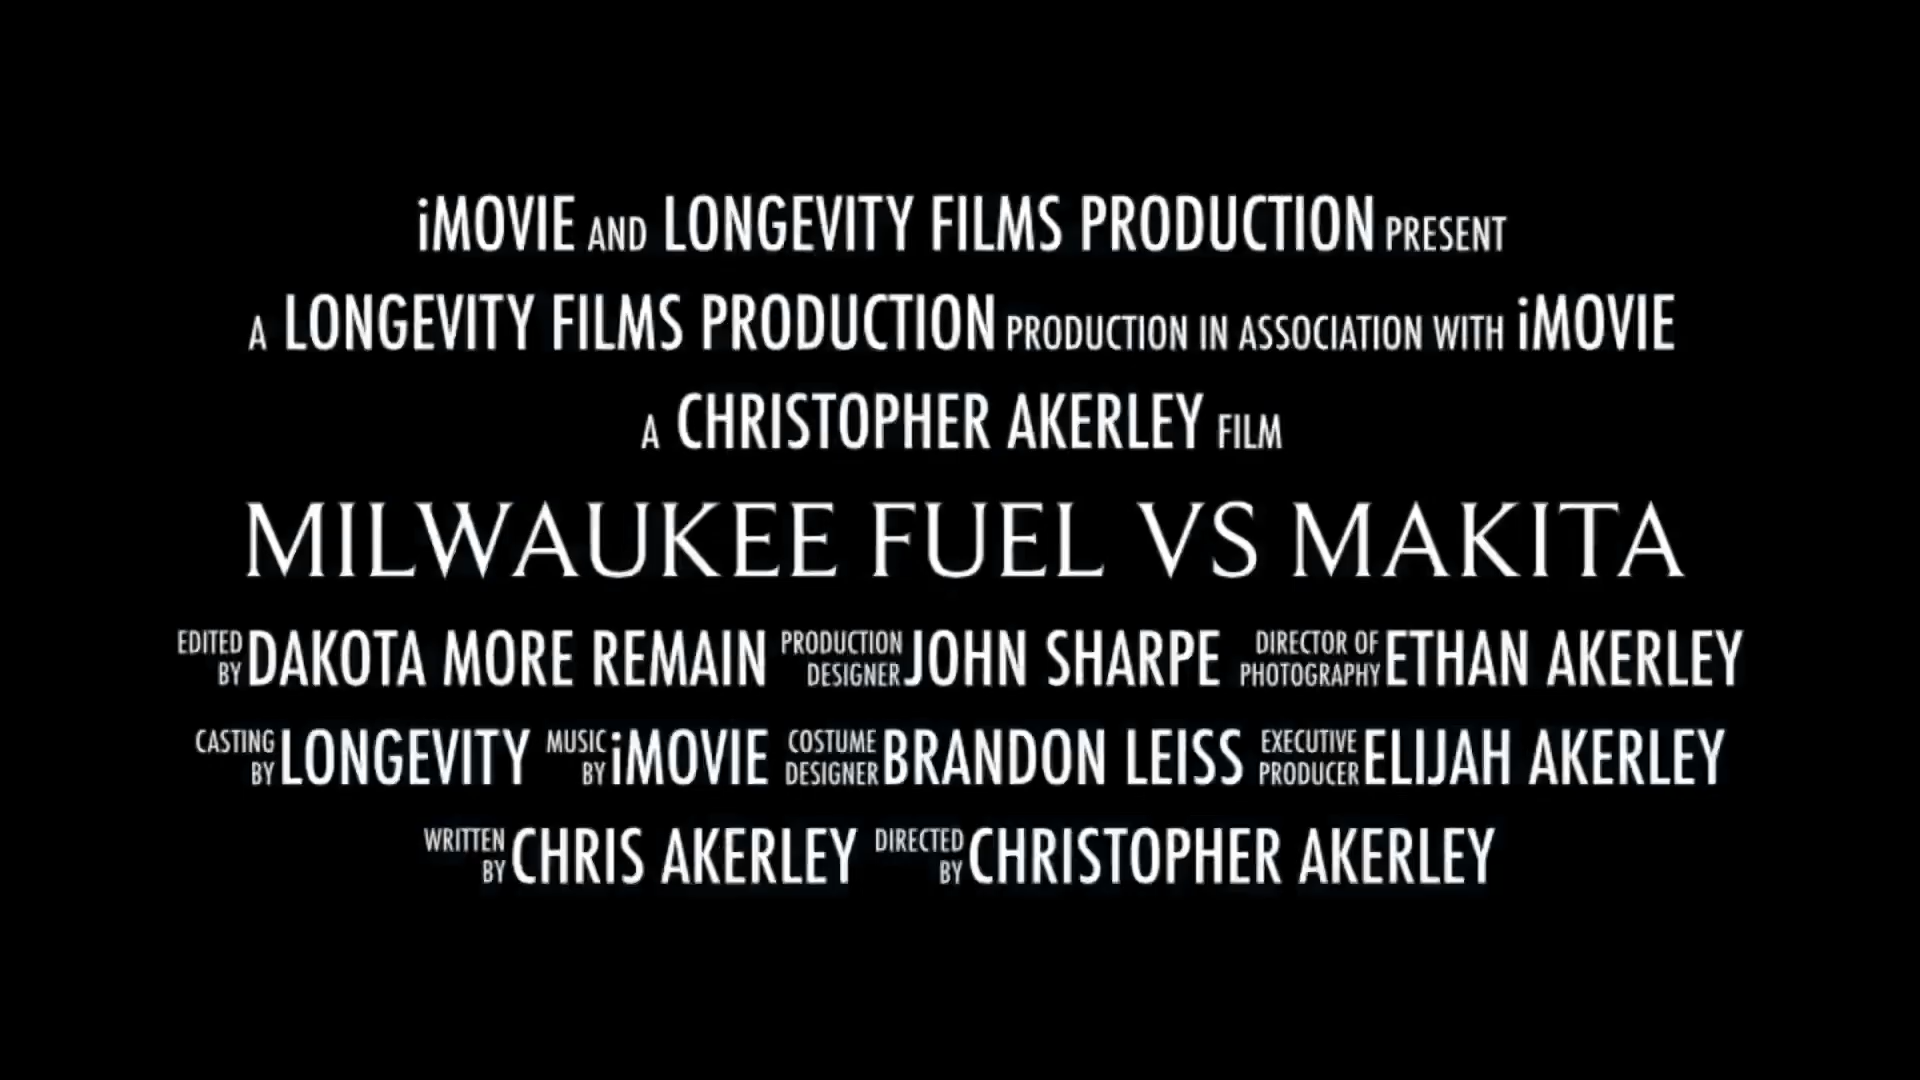 iMOVIE AND LONGEVITY FILMS PRODUCTION PRESENT
A LONGEVITY FILMS PRODUCTION PRODUCTION IN ASSOCIATION WITH iMOVIE
A CHRISTOPHER AKERLEY FILM
MILWAUKEE FUEL VS MAKITA
EDITED BY DAKOTA MORE REMAIN PRODUCTION DESIGNER JOHN SHARPE DIRECTOR OF PHOTOGRAPHY ETHAN AKERLEY
CASTING BY LONGEVITY MUSIC BY iMOVIE COSTUME DESIGNER BRANDON LEISS EXECUTIVE PRODUCER ELIJAH AKERLEY
WRITTEN BY CHRIS AKERLEY DIRECTED BY CHRISTOPHER AKERLEY